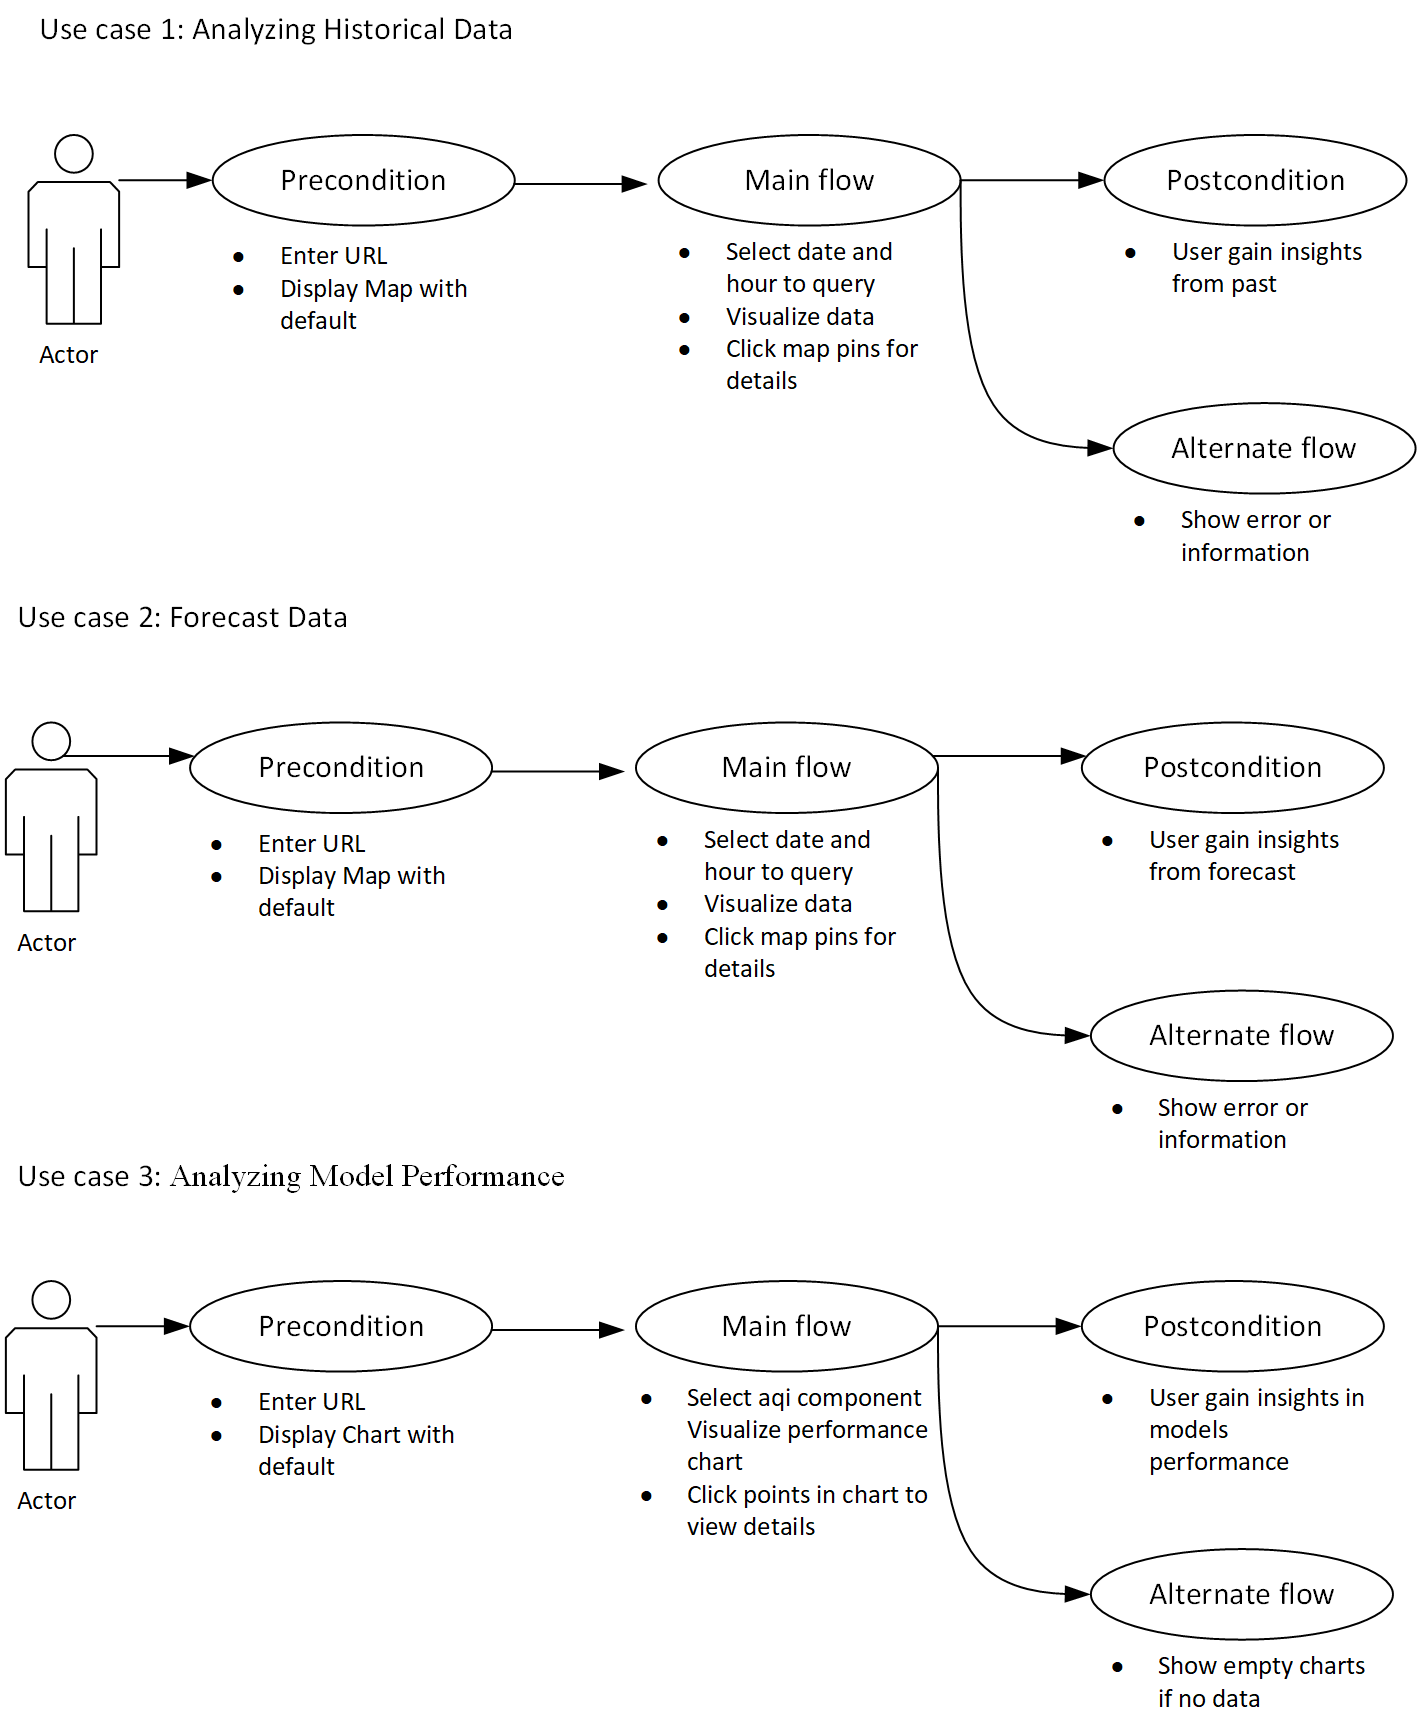 Use case 1: Analyzing Historical Data
Precondition
Main flow
Postcondition
● Enter URL
● Display Map with
default
● Select date and
hour to query
● Visualize data
● Click map pins for
details
● User gain insights
from past
Actor
Alternate flow
● Show error or
information
Use case 2: Forecast Data
Precondition
Main flow
Postcondition
● Enter URL
● Display Map with
default
● Select date and
hour to query
● Visualize data
● Click map pins for
details
● User gain insights
from forecast
Actor
Alternate flow
● Show error or
information
Use case 3: Analyzing Model Performance
Precondition
Main flow
Postcondition
● Enter URL
● Display Chart with
default
● Select aqi component
Visualize performance
chart
● Click points in chart to
view details
● User gain insights in
models
performance
Actor
Alternate flow
● Show empty charts
if no data